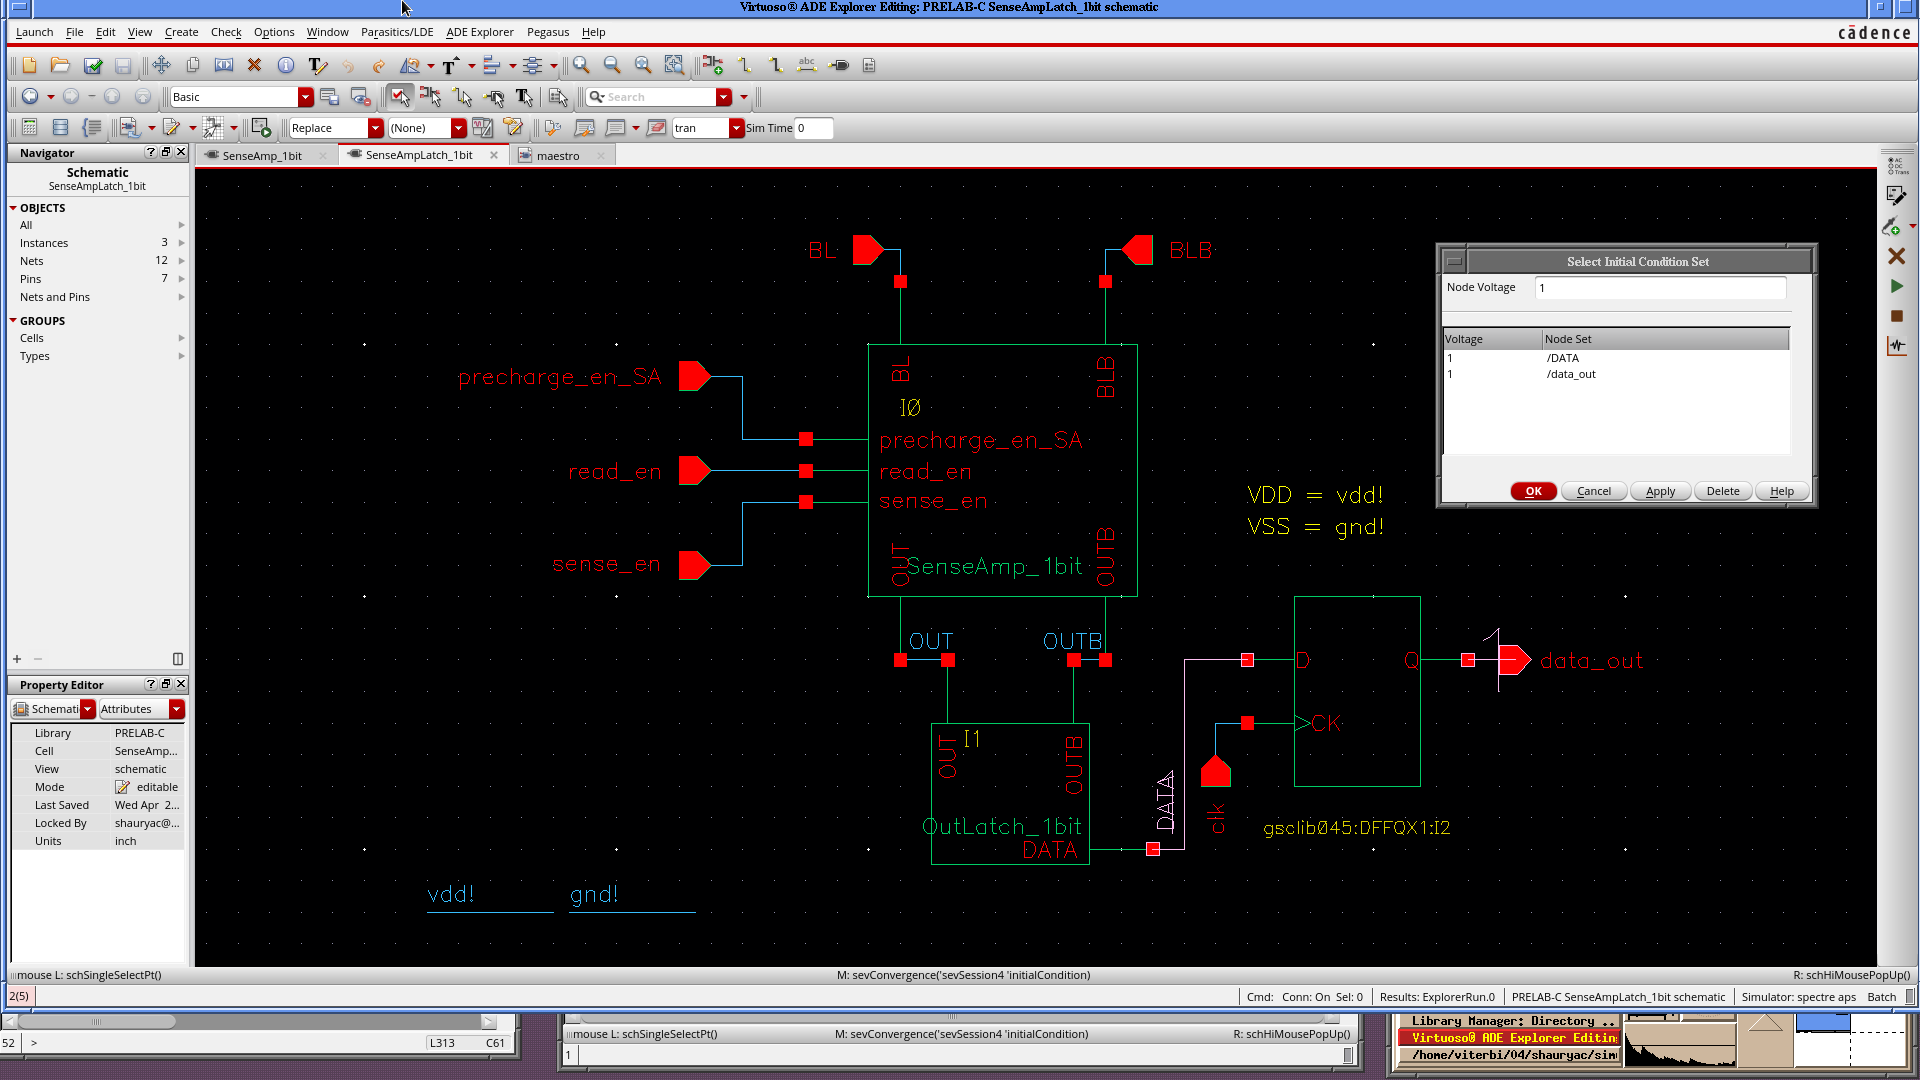 Virtuoso® ADE Explorer Editing: PRELAB-C SenseAmpLatch_1bit schematic
Launch File Edit View Create Check Options Window Parasitics/LDE ADE Explorer Pegasus Help
cādence
abc
Basic
Search
Replace (None) tran Sim Time 0
Navigator ? SenseAmp_1bit SenseAmpLatch_1bit maestro
Schematic
SenseAmpLatch_1bit
OBJECTS
All
Instances 3
Nets 12
Pins 7
Nets and Pins
GROUPS
Cells
Types
Property Editor ?
Schemati Attributes
Library PRELAB-C
Cell SenseAmp...
View schematic
Mode editable
Last Saved Wed Apr 2...
Locked By shauryac@...
Units inch
BL BLB
precharge_en_SA
read_en
sense_en
BL BLB
I0
precharge_en_SA
read_en
sense_en
OUT SenseAmp_1bit OUTB
OUT OUTB
OUT I1 OUTB
OutLatch_1bit
DATA
DATA
VDD = vdd!
VSS = gnd!
D Q
CK
clk
1
data_out
gsclib045:DFFQX1:I2
vdd! gnd!
Select Initial Condition Set
Node Voltage 1
Voltage Node Set
1 /DATA
1 /data_out
OK Cancel Apply Delete Help
AC
DC
Trans
mouse L: schSingleSelectPt() M: sevConvergence('sevSession4 'initialCondition) R: schHiMousePopUp()
2(5) Cmd: Conn: On Sel: 0 Results: ExplorerRun.0 PRELAB-C SenseAmpLatch_1bit schematic Simulator: spectre aps Batch
52 > L313 C61
mouse L: schSingleSelectPt() M: sevConvergence('sevSession4 'initialCondition) R: schHiMousePopUp()
1
Library Manager: Directory ..
Virtuoso® ADE Explorer Editin
/home/viterbi/04/shauryac/sim